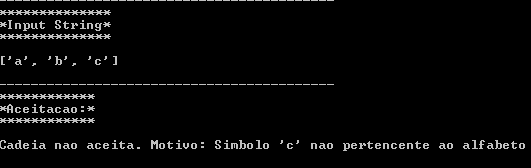 ------------------------------------------
**************
*Input String*
**************
['a', 'b', 'c']
------------------------------------------
************
*Aceitacao:*
************
Cadeia nao aceita. Motivo: Simbolo 'c' nao pertencente ao alfabeto